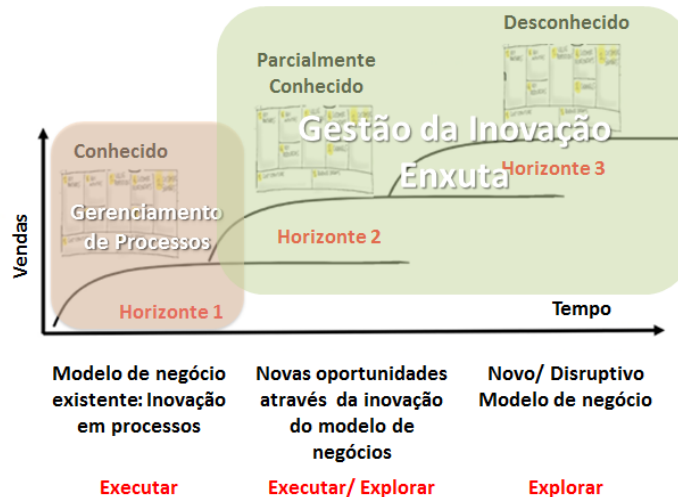 Desconhecido
Parcialmente
Conhecido
Gestão da Inovação
Enxuta
Conhecido
Horizonte 3
Gerenciamento
de Processos
Horizonte 2
Vendas
Horizonte 1
Tempo
Modelo de negócio
existente: Inovação
em processos
Novas oportunidades
através da inovação
do modelo de
negócios
Novo/ Disruptivo
Modelo de negócio
Executar
Executar/ Explorar
Explorar